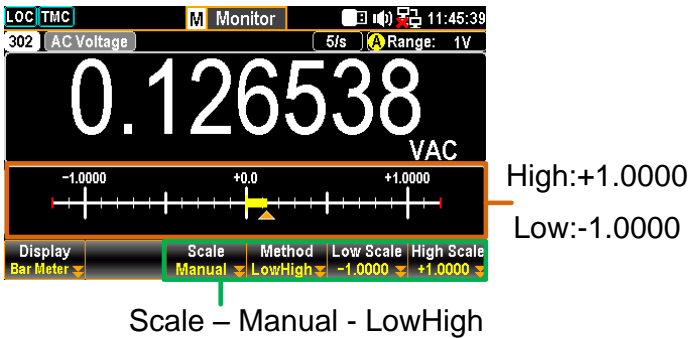 LOC TMC M Monitor 11:45:39
302 AC Voltage 5/s A Range: 1V
0.126538
VAC
-1.0000 +0.0 +1.0000
High:+1.0000
Low:-1.0000
Display Scale Method Low Scale High Scale
Bar Meter Manual LowHigh -1.0000 +1.0000
Scale – Manual - LowHigh